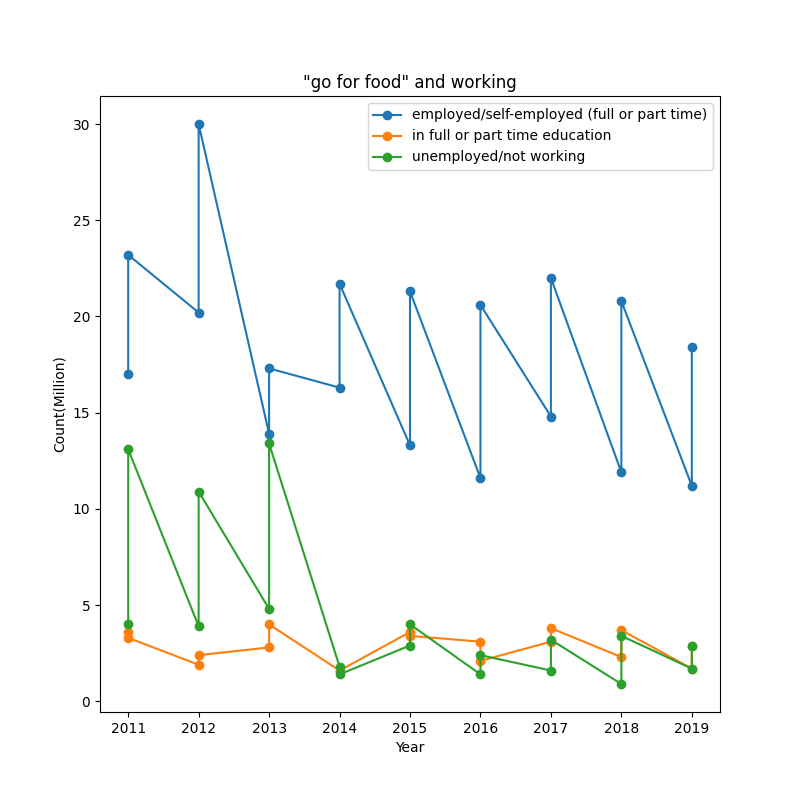 "go for food" and working
employed/self-employed (full or part time)
in full or part time education
unemployed/not working
30
25
20
15
10
5
0
Count(Million)
2011 2012 2013 2014 2015 2016 2017 2018 2019
Year